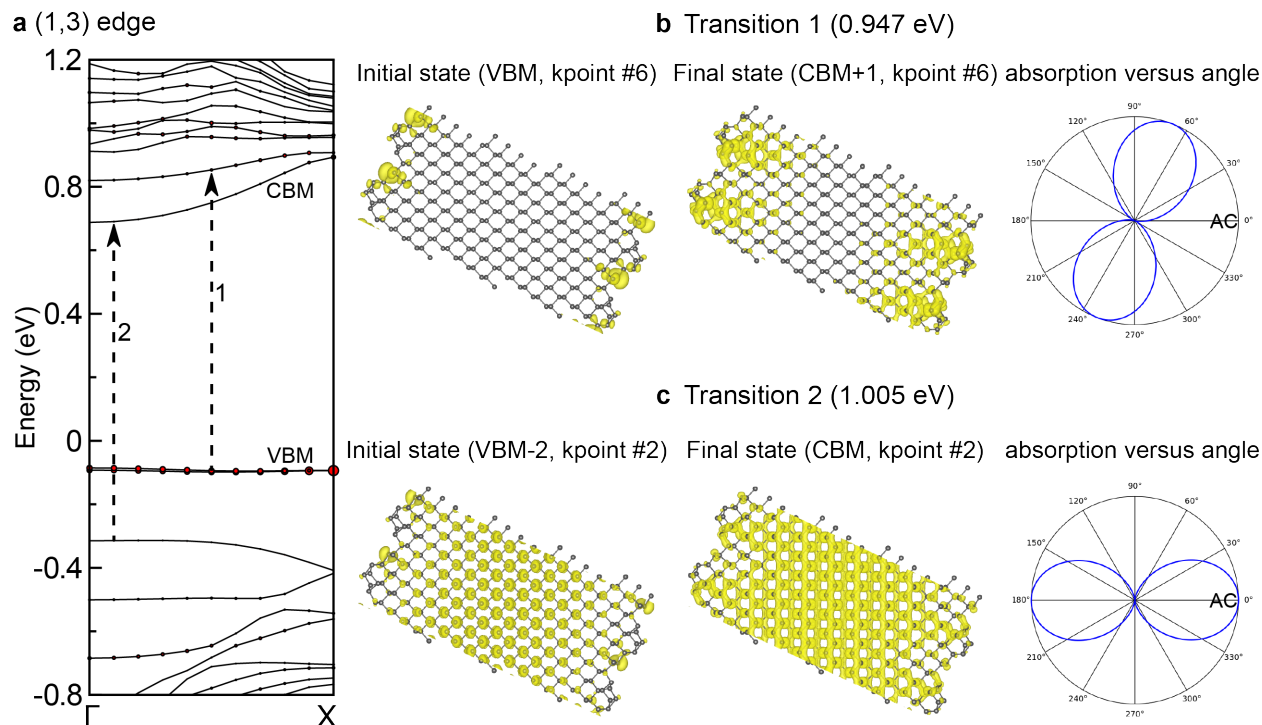 a (1,3) edge
1.2
0.8
0.4
0
-0.4
-0.8
Energy (eV)
Γ
X
CBM
VBM
1
2
b Transition 1 (0.947 eV)
Initial state (VBM, kpoint #6)
Final state (CBM+1, kpoint #6)
absorption versus angle
90°
60°
30°
0°
330°
300°
270°
240°
210°
180°
150°
120°
AC
c Transition 2 (1.005 eV)
Initial state (VBM-2, kpoint #2)
Final state (CBM, kpoint #2)
absorption versus angle
90°
60°
30°
0°
330°
300°
270°
240°
210°
180°
150°
120°
AC